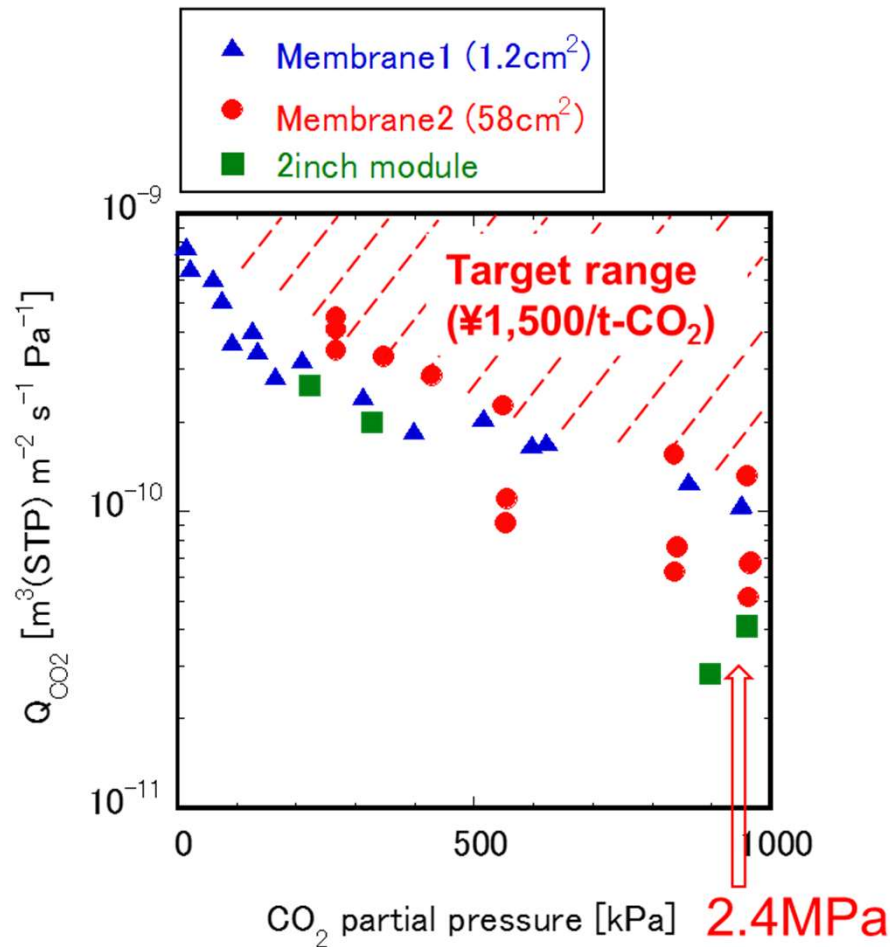 Membrane1 (1.2cm²)
Membrane2 (58cm²)
2inch module
10⁻⁹
Target range
(¥1,500/t-CO₂)
10⁻¹⁰
10⁻¹¹
Q_CO2 [m³(STP) m⁻² s⁻¹ Pa⁻¹]
0 500 1000
CO₂ partial pressure [kPa] 2.4MPa